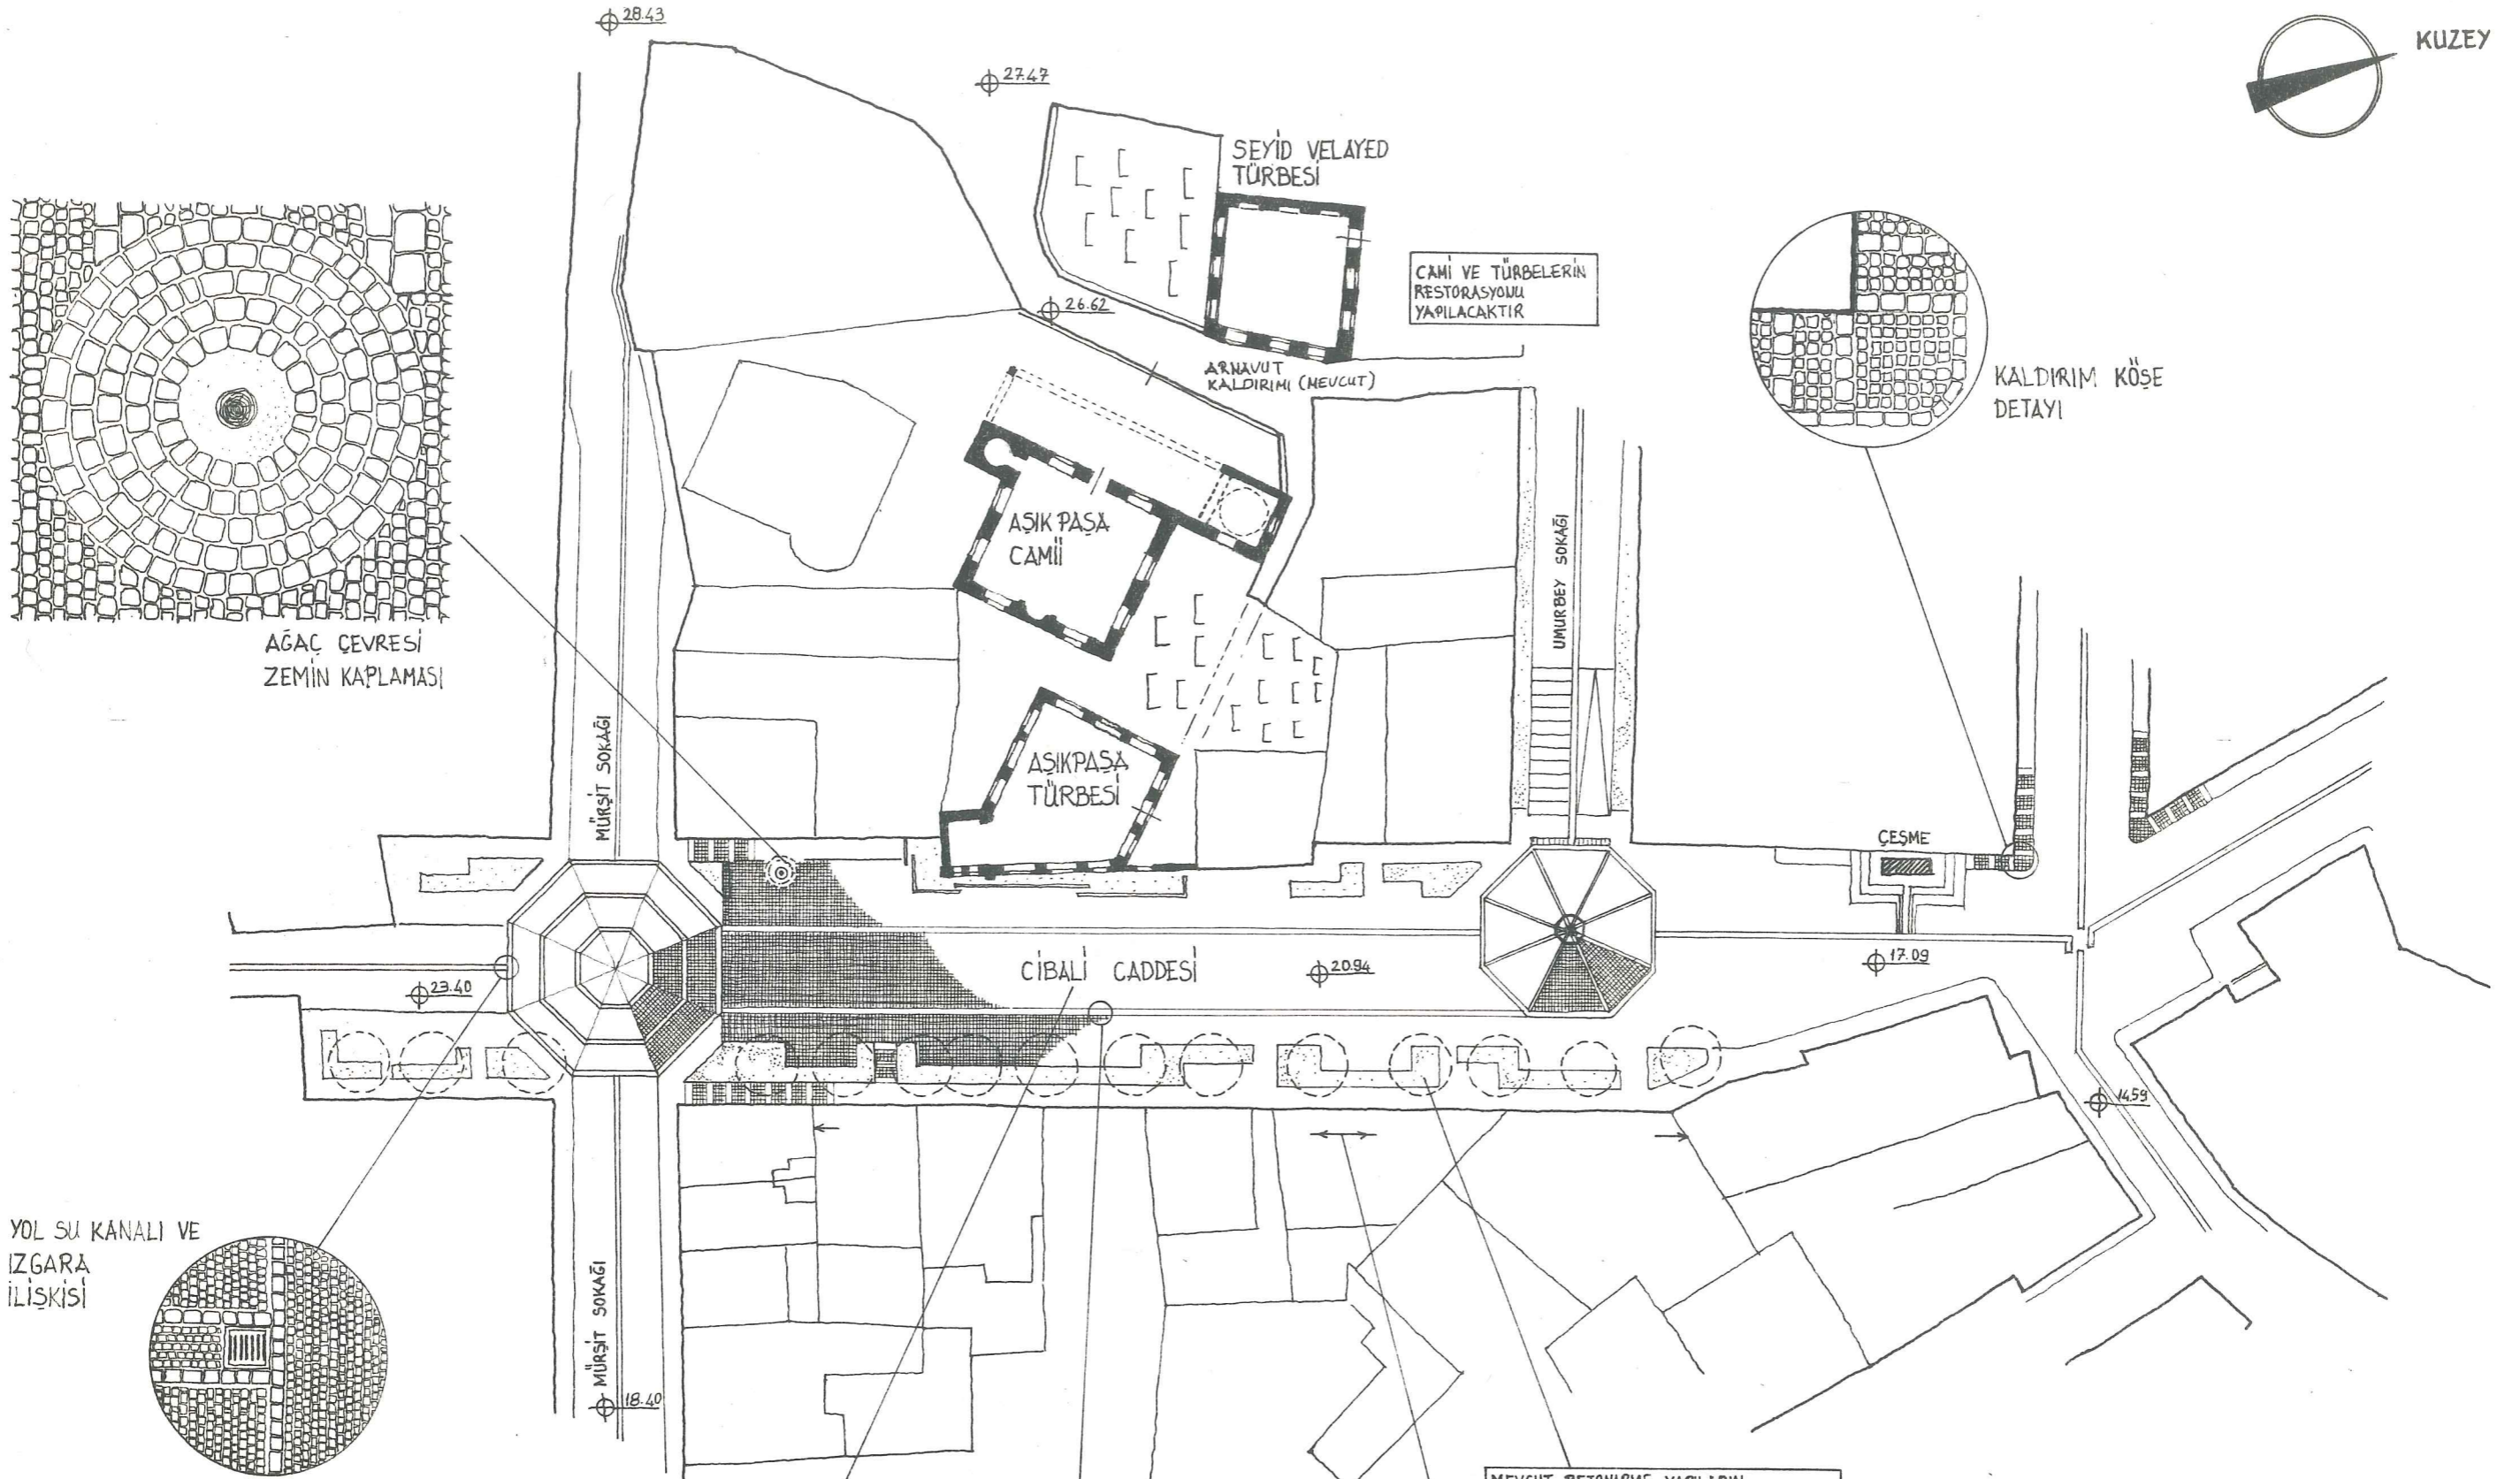 28.43
KUZEY
27.47
SEYİD VELAYED
TÜRBESİ
CAMİ VE TÜRBELERİN
RESTORASYONU
YAPILACAKTIR
26.62
ARNAVUT
KALDIRIMI (MEVCUT)
KALDIRIM KÖŞE
DETAYI
AŞIK PAŞA
CAMİİ
UMURBEY SOKAĞI
AĞAÇ ÇEVRESİ
ZEMİN KAPLAMASI
MÜRŞİT SOKAĞI
AŞIKPAŞA
TÜRBESİ
ÇEŞME
CİBALİ CADDESİ
20.94
17.09
23.40
14.59
YOL SU KANALI VE
IZGARA
İLİŞKİSİ
MÜRŞİT SOKAĞI
18.40
MEVCUT BETONARME YAPILARIN